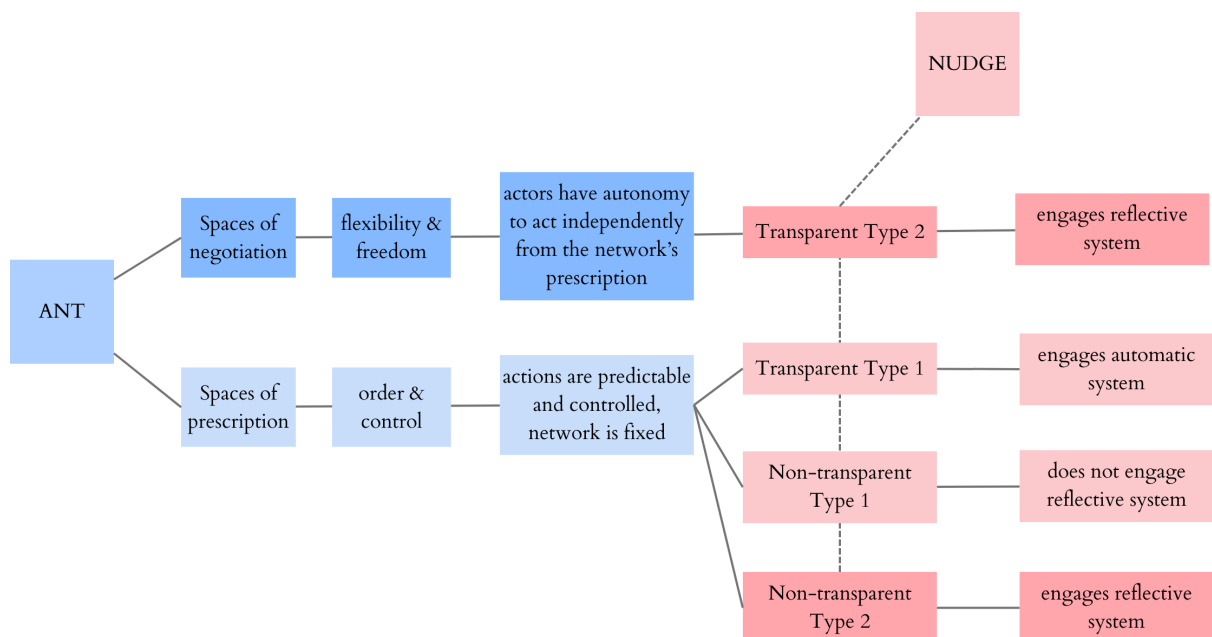 NUDGE
ANT
Spaces of
negotiation
flexibility &
freedom
actors have autonomy
to act independently
from the network's
prescription
Transparent Type 2
engages reflective
system
Spaces of
prescription
order &
control
actions are predictable
and controlled,
network is fixed
Transparent Type 1
engages automatic
system
Non-transparent
Type 1
does not engage
reflective system
Non-transparent
Type 2
engages reflective
system